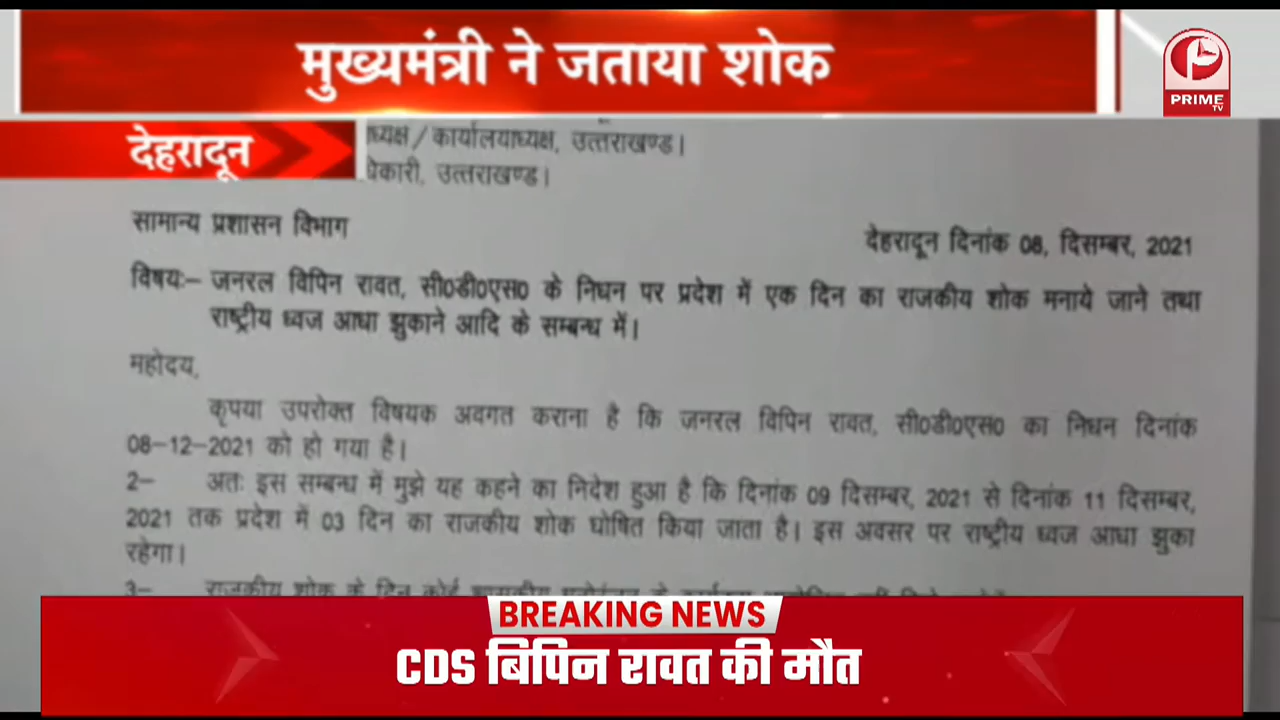 मुख्यमंत्री ने जताया शोक
PRIME
TV
देहरादून
ध्यक्ष/कार्यालयाध्यक्ष, उत्तराखण्ड।
धिकारी, उत्तराखण्ड।
सामान्य प्रशासन विभाग
देहरादून दिनांक 08, दिसम्बर, 2021
विषयः– जनरल विपिन रावत, सी0डी0एस0 के निधन पर प्रदेश में एक दिन का राजकीय शोक मनाये जाने तथा
राष्ट्रीय ध्वज आधा झुकाने आदि के सम्बन्ध में।
महोदय,
कृपया उपरोक्त विषयक अवगत कराना है कि जनरल विपिन रावत, सी0डी0एस0 का निधन दिनांक
08–12–2021 को हो गया है।
2– अतः इस सम्बन्ध में मुझे यह कहने का निदेश हुआ है कि दिनांक 09 दिसम्बर, 2021 से दिनांक 11 दिसम्बर,
2021 तक प्रदेश में 03 दिन का राजकीय शोक घोषित किया जाता है। इस अवसर पर राष्ट्रीय ध्वज आधा झुका
रहेगा।
3– राजकीय शोक के दिन कोई
BREAKING NEWS
CDS बिपिन रावत की मौत